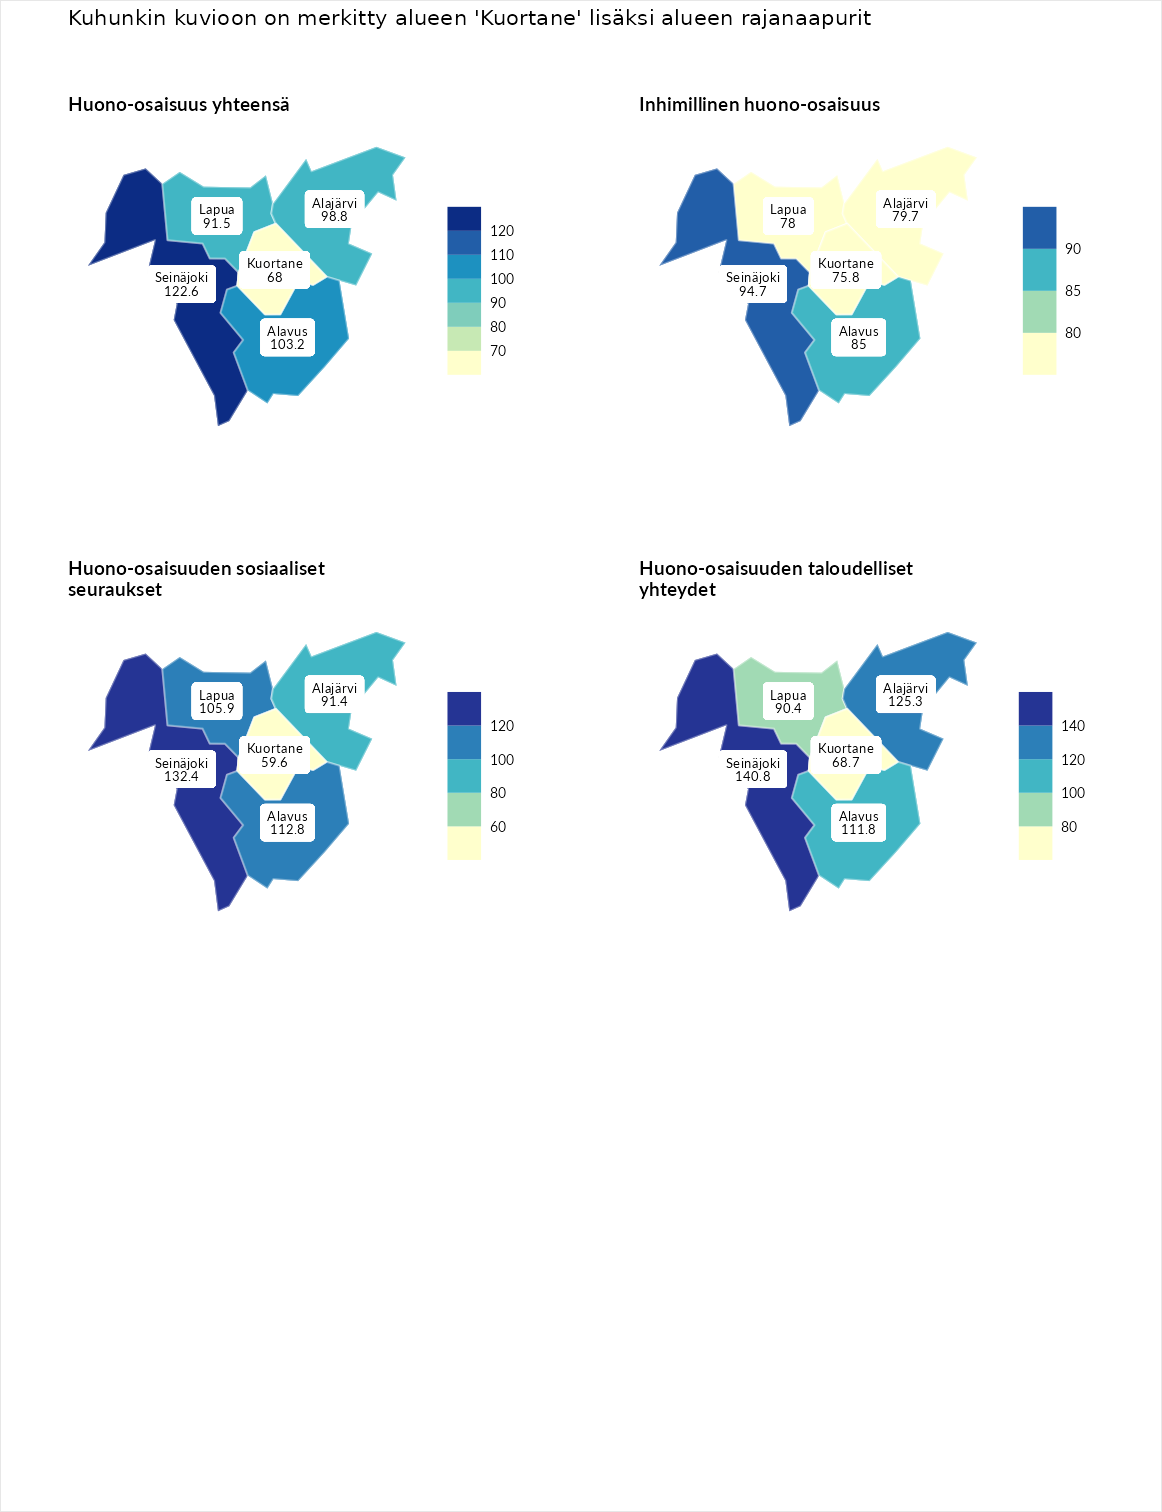 Kuhunkin kuvioon on merkitty alueen 'Kuortane' lisäksi alueen rajanaapurit
Huono-osaisuus yhteensä
Lapua
91.5
Alajärvi
98.8
Kuortane
68
Seinäjoki
122.6
Alavus
103.2
120
110
100
90
80
70
Inhimillinen huono-osaisuus
Lapua
78
Alajärvi
79.7
Kuortane
75.8
Seinäjoki
94.7
Alavus
85
90
85
80
Huono-osaisuuden sosiaaliset
seuraukset
Lapua
105.9
Alajärvi
91.4
Kuortane
59.6
Seinäjoki
132.4
Alavus
112.8
120
100
80
60
Huono-osaisuuden taloudelliset
yhteydet
Lapua
90.4
Alajärvi
125.3
Kuortane
68.7
Seinäjoki
140.8
Alavus
111.8
140
120
100
80